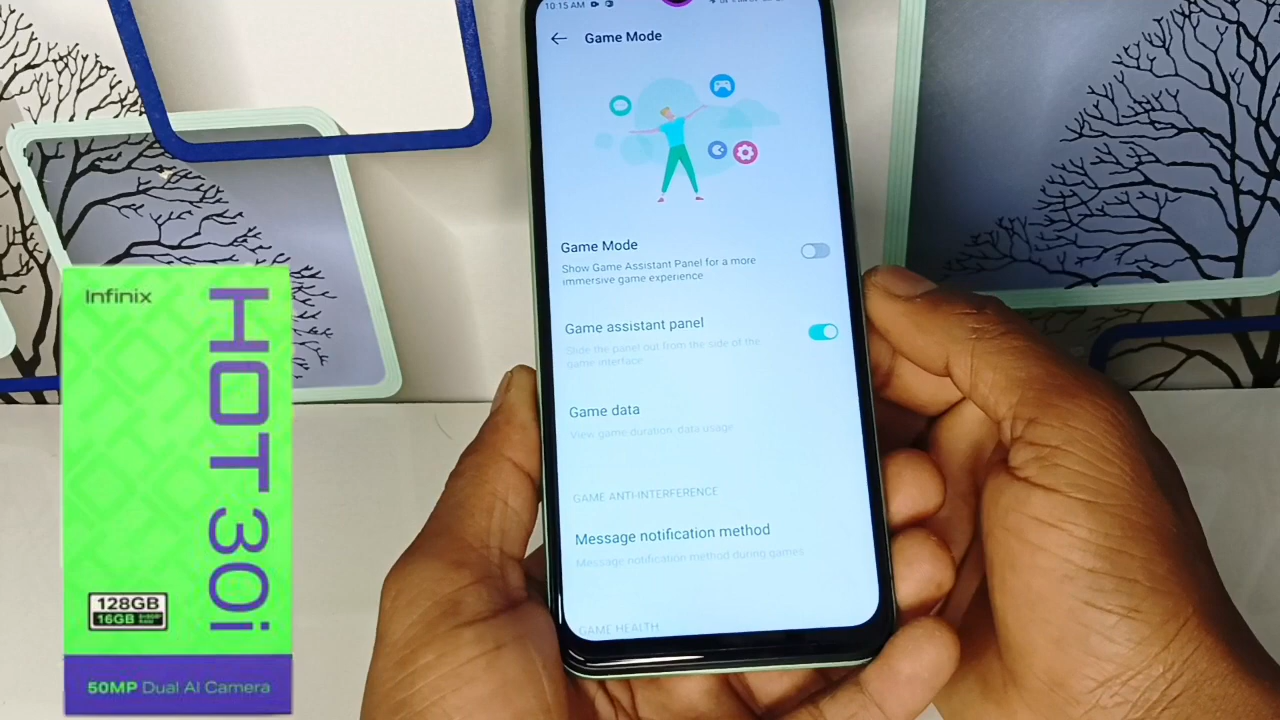 10:15 AM
Game Mode
Game Mode
Show Game Assistant Panel for a more
immersive game experience
Game assistant panel
Slide the panel out from the side of the
game interface
Game data
View game duration, data usage
GAME ANTI-INTERFERENCE
Message notification method
Message notification method during games
GAME HEALTH
Infinix
HOT 30i
128GB
16GB
50MP Dual AI Camera